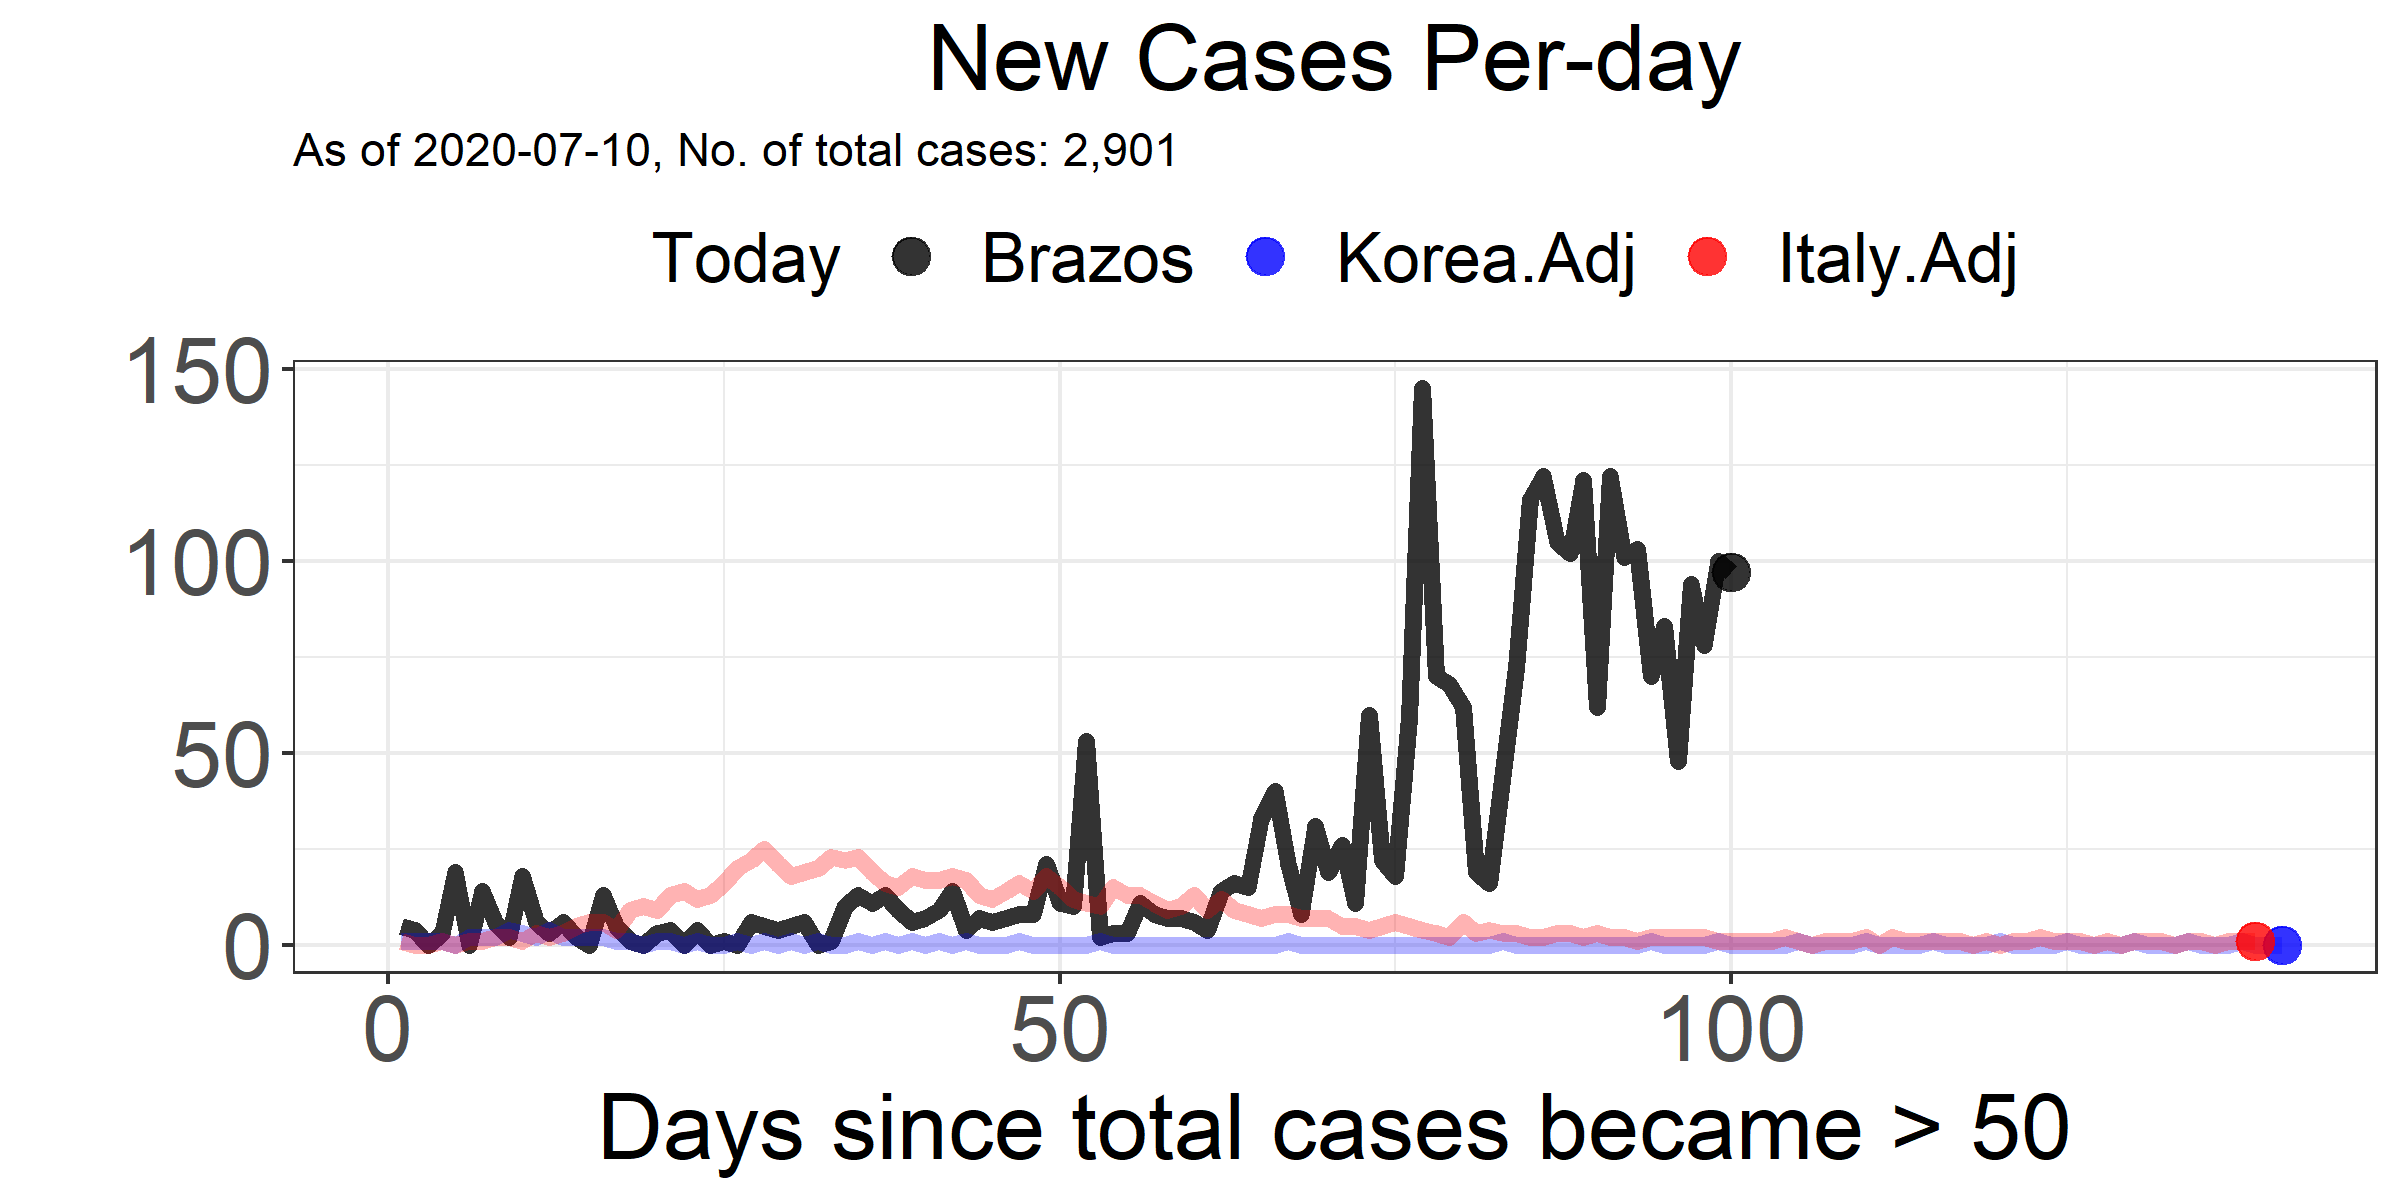 New Cases Per-day
As of 2020-07-10, No. of total cases: 2,901
Today Brazos Korea.Adj Italy.Adj
150
100
50
0
0 50 100
Days since total cases became > 50